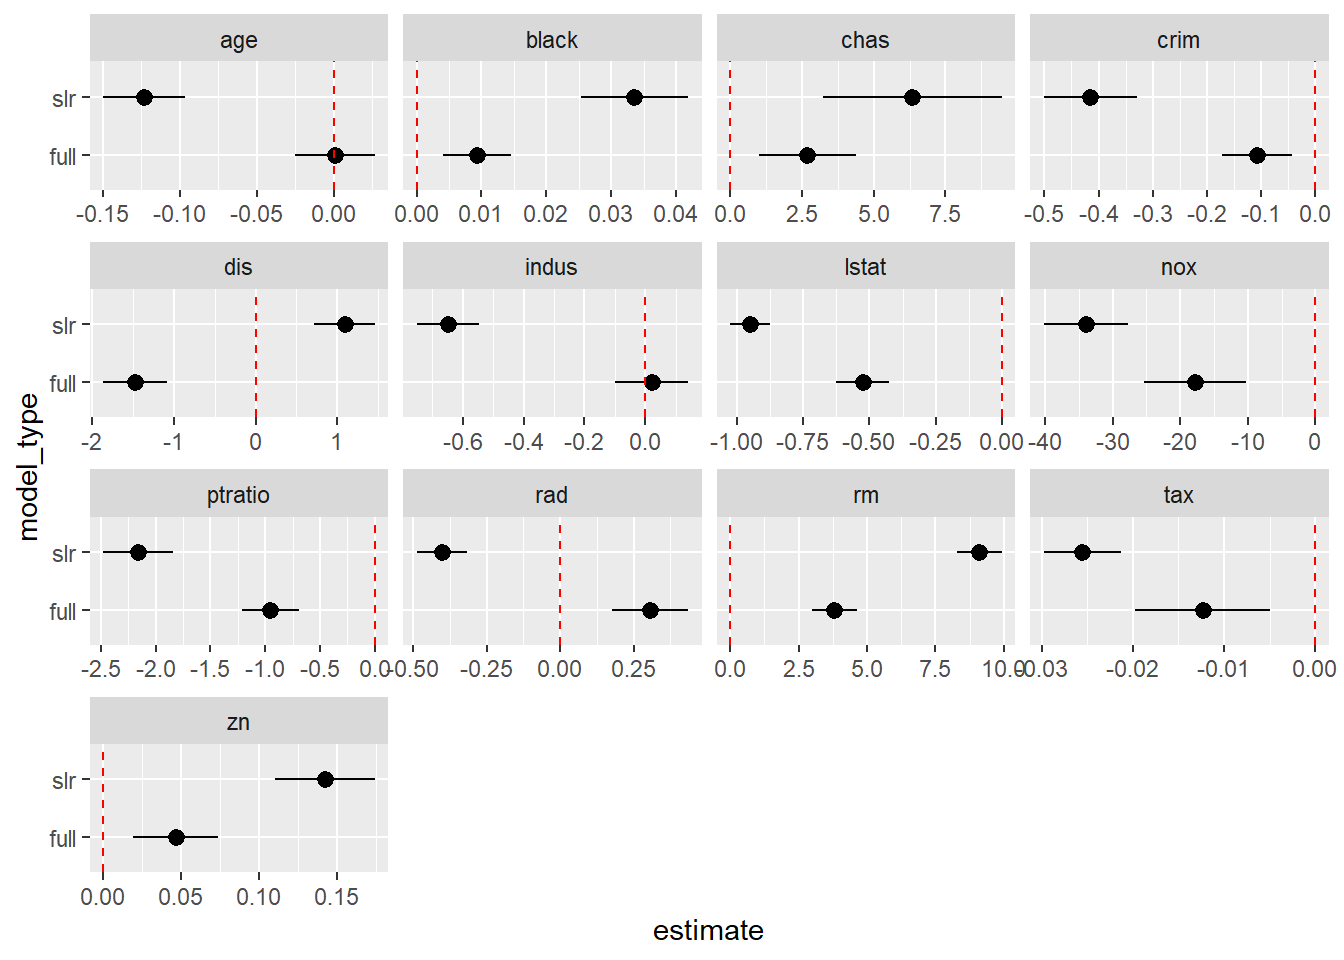 age black chas crim
slr
full
-0.15 -0.10 -0.05 0.00 0.00 0.01 0.02 0.03 0.04 0.0 2.5 5.0 7.5 -0.5 -0.4 -0.3 -0.2 -0.1 0.0
dis indus lstat nox
slr
full
-2 -1 0 1 -0.6 -0.4 -0.2 0.0 -1.00 -0.75 -0.50 -0.25 0.00 -40 -30 -20 -10 0
ptratio rad rm tax
slr
full
-2.5 -2.0 -1.5 -1.0 -0.5 0.0 -0.50 -0.25 0.00 0.25 0.0 2.5 5.0 7.5 10.0 -0.03 -0.02 -0.01 0.00
zn
slr
full
0.00 0.05 0.10 0.15
model_type
estimate